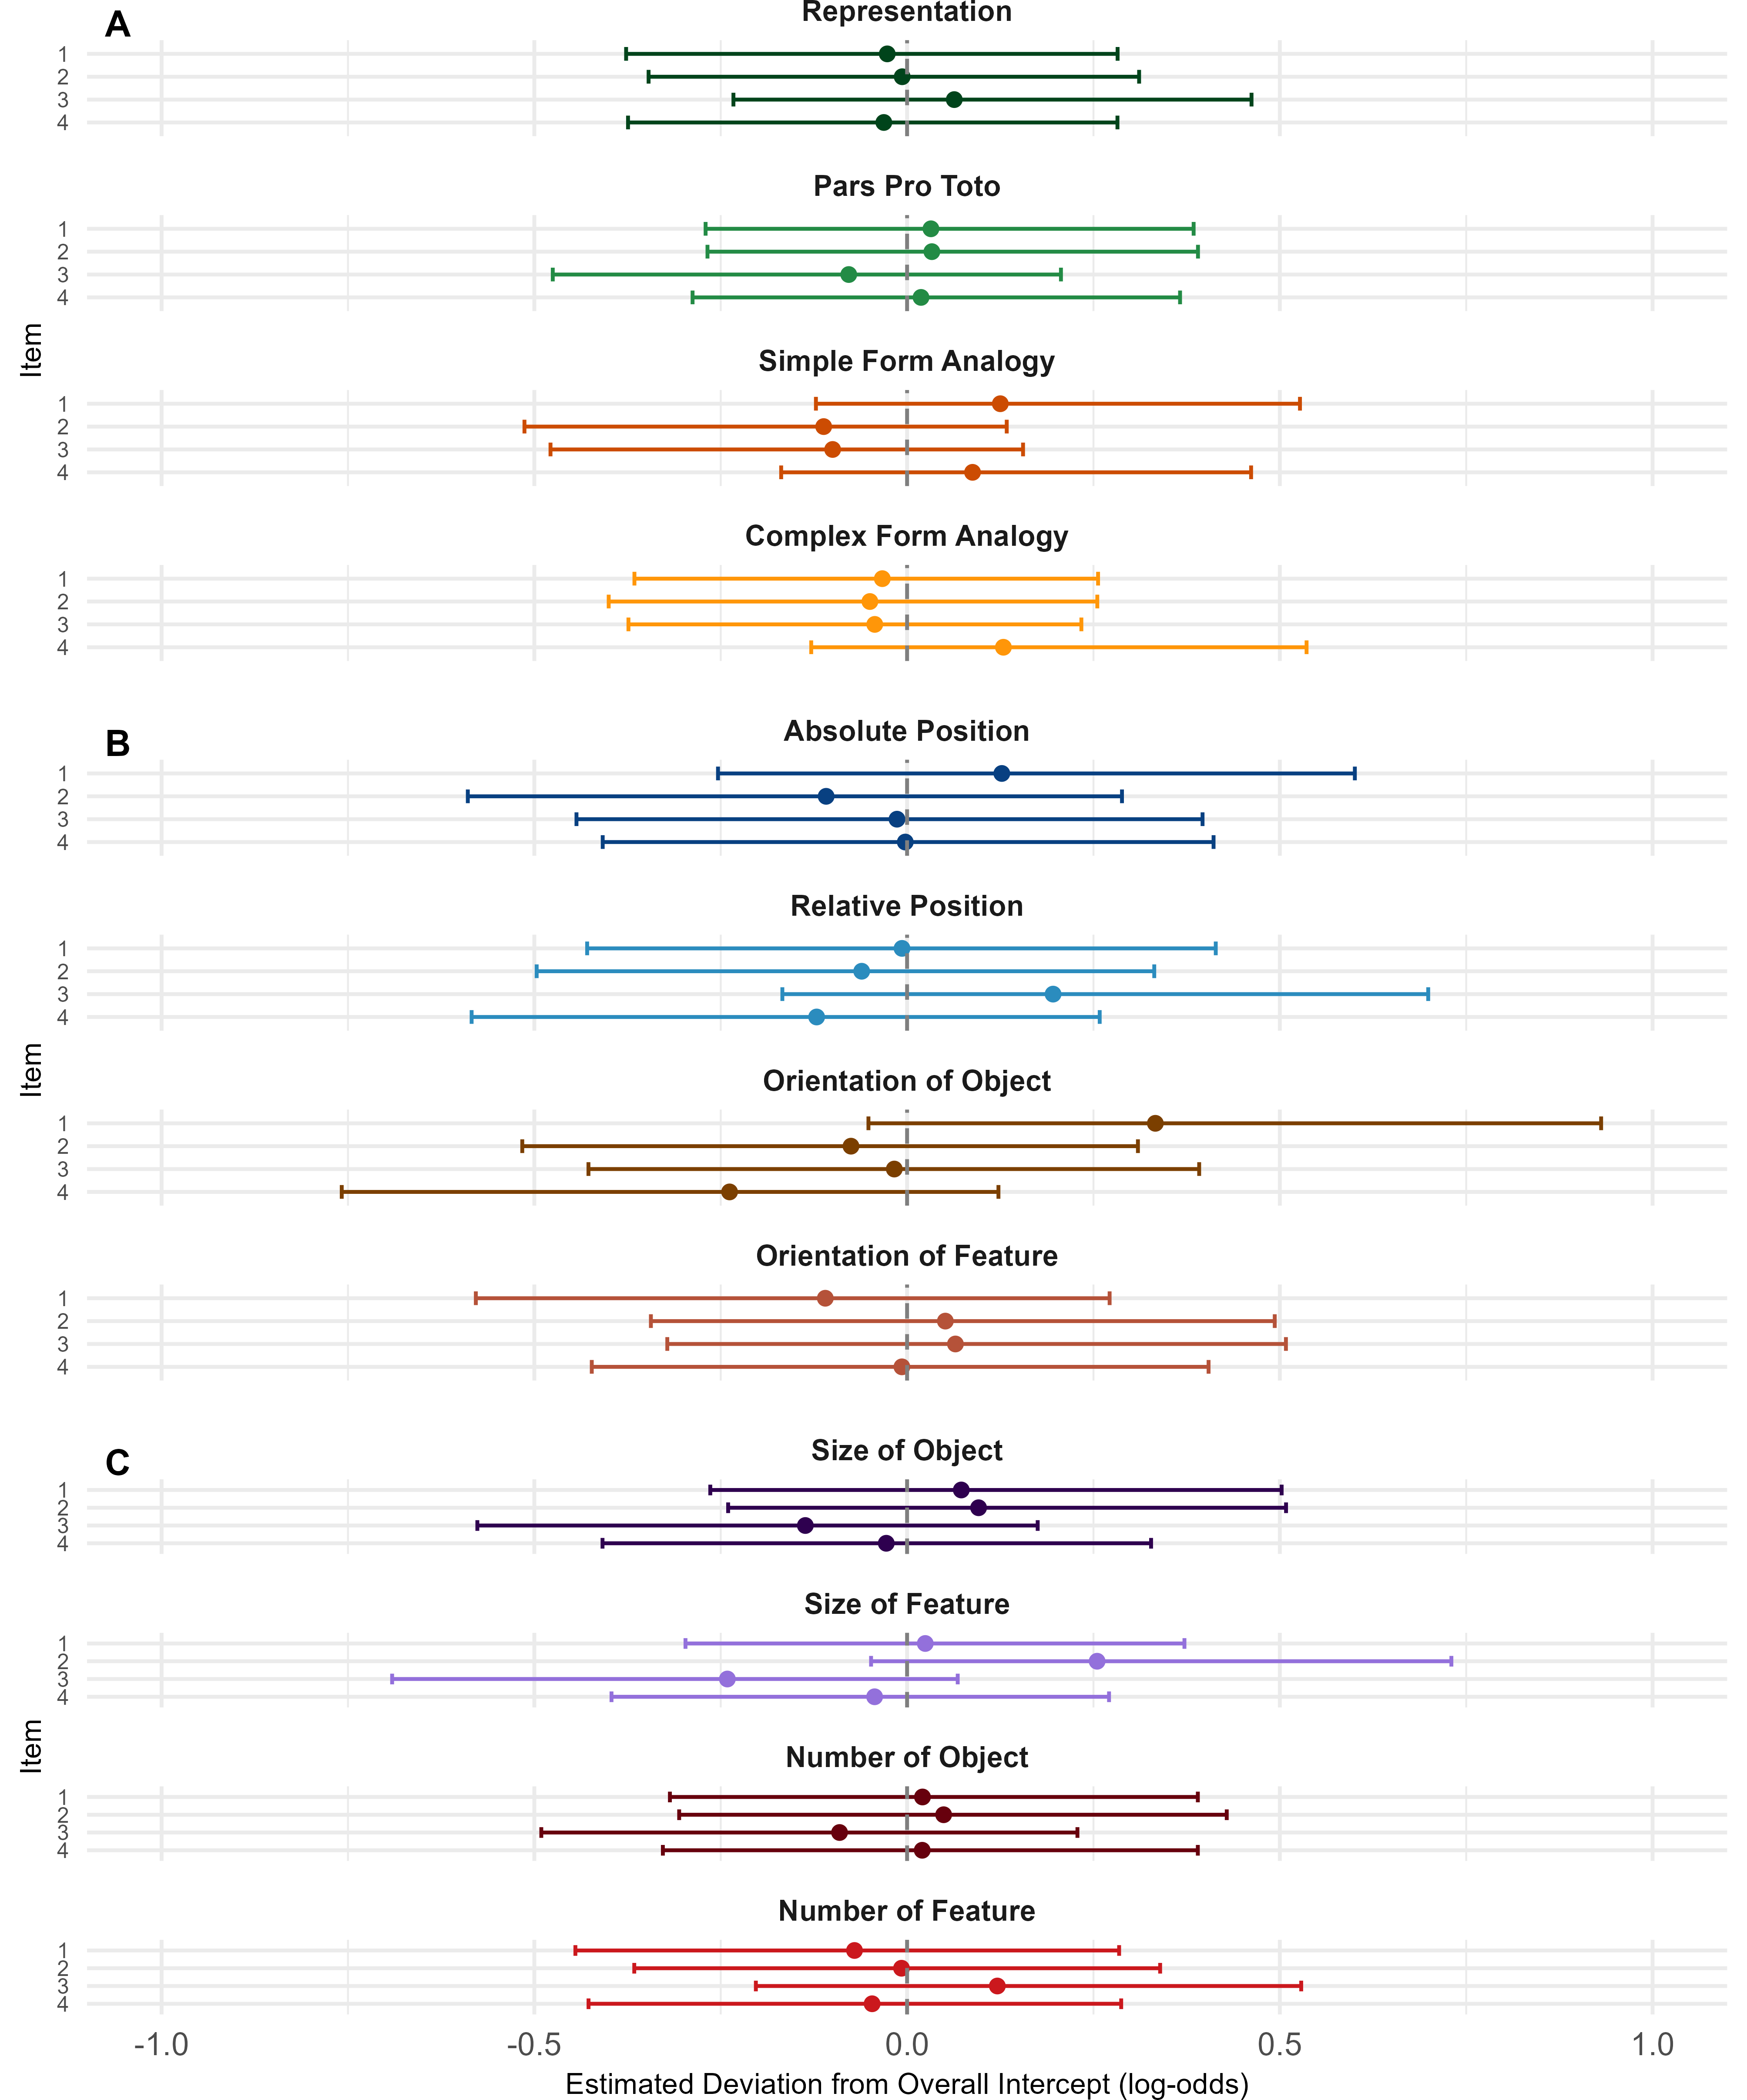 A
Representation
1
2
3
4
Pars Pro Toto
1
2
3
4
Simple Form Analogy
1
2
3
4
Complex Form Analogy
1
2
3
4
Item
B
Absolute Position
1
2
3
4
Relative Position
1
2
3
4
Orientation of Object
1
2
3
4
Orientation of Feature
1
2
3
4
Item
C
Size of Object
1
2
3
4
Size of Feature
1
2
3
4
Number of Object
1
2
3
4
Number of Feature
1
2
3
4
Item
-1.0 -0.5 0.0 0.5 1.0
Estimated Deviation from Overall Intercept (log-odds)